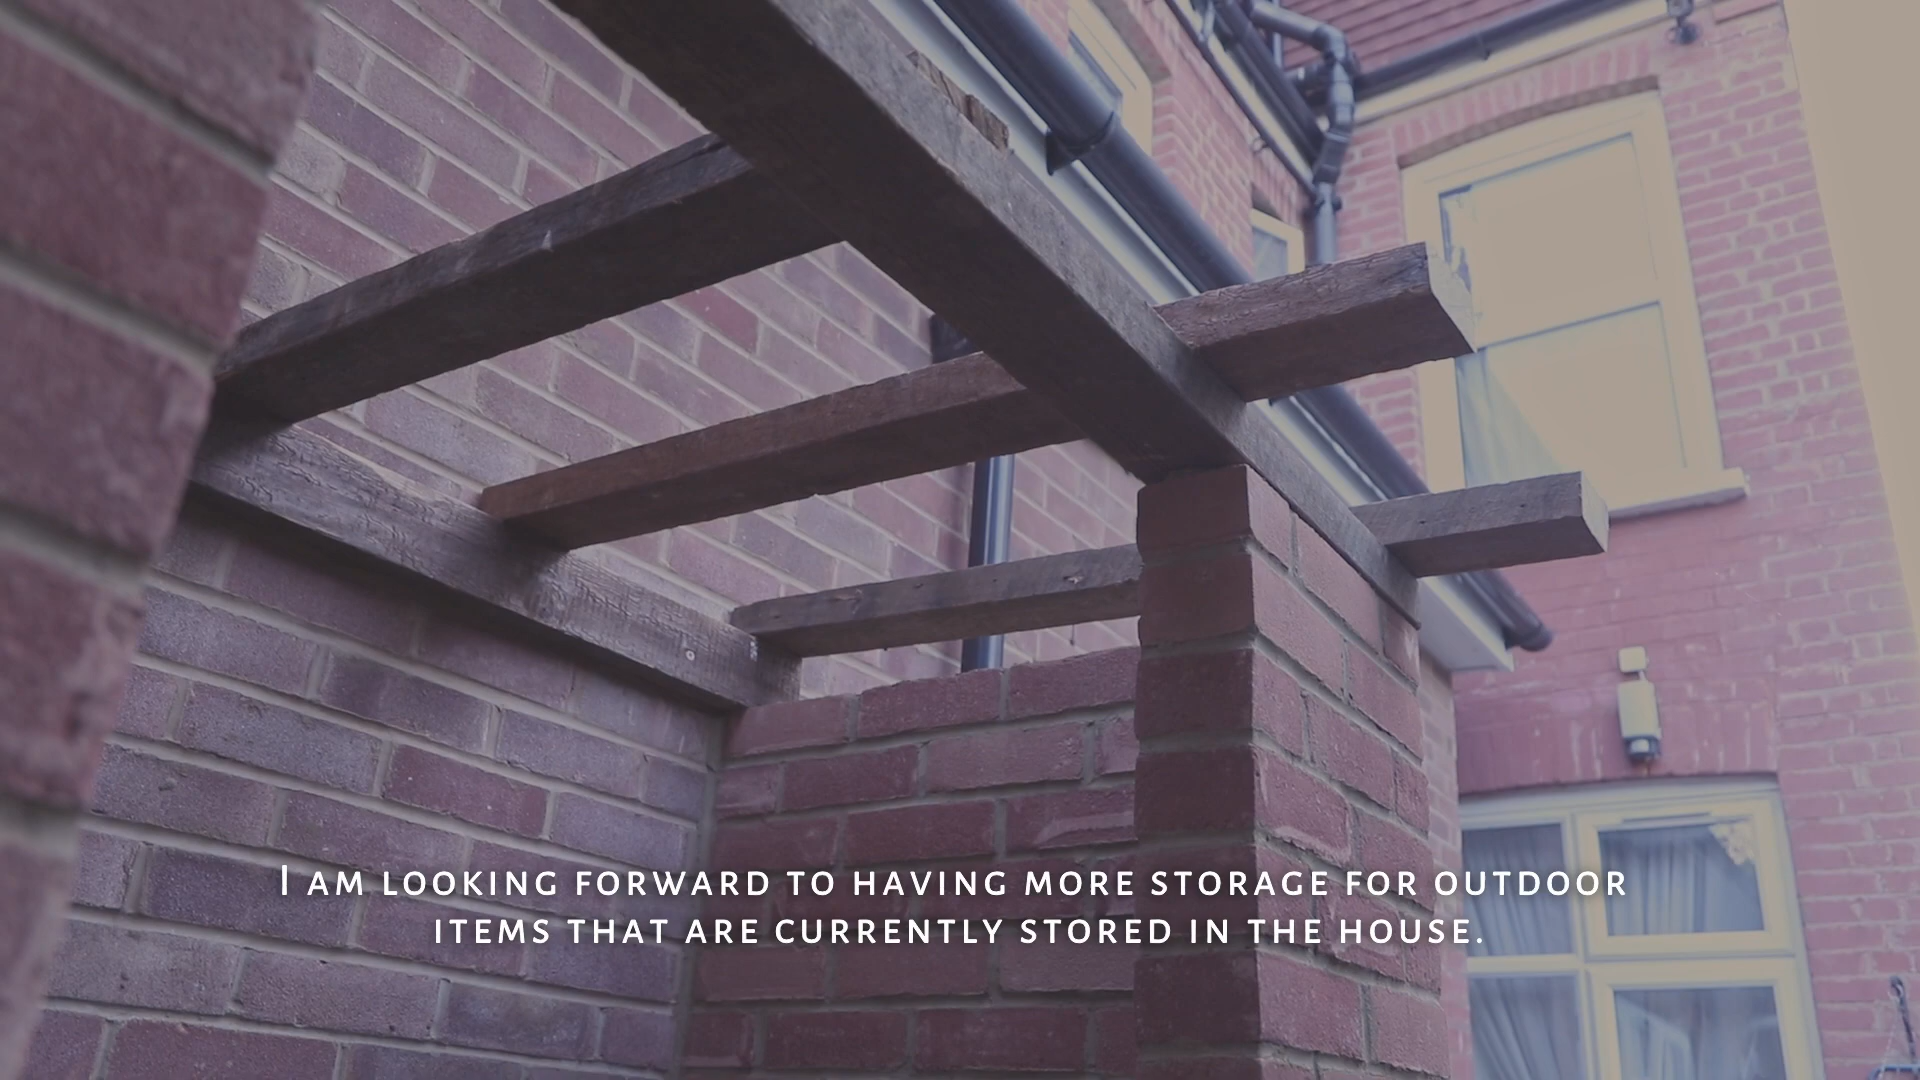 I am looking forward to having more storage for outdoor
items that are currently stored in the house.